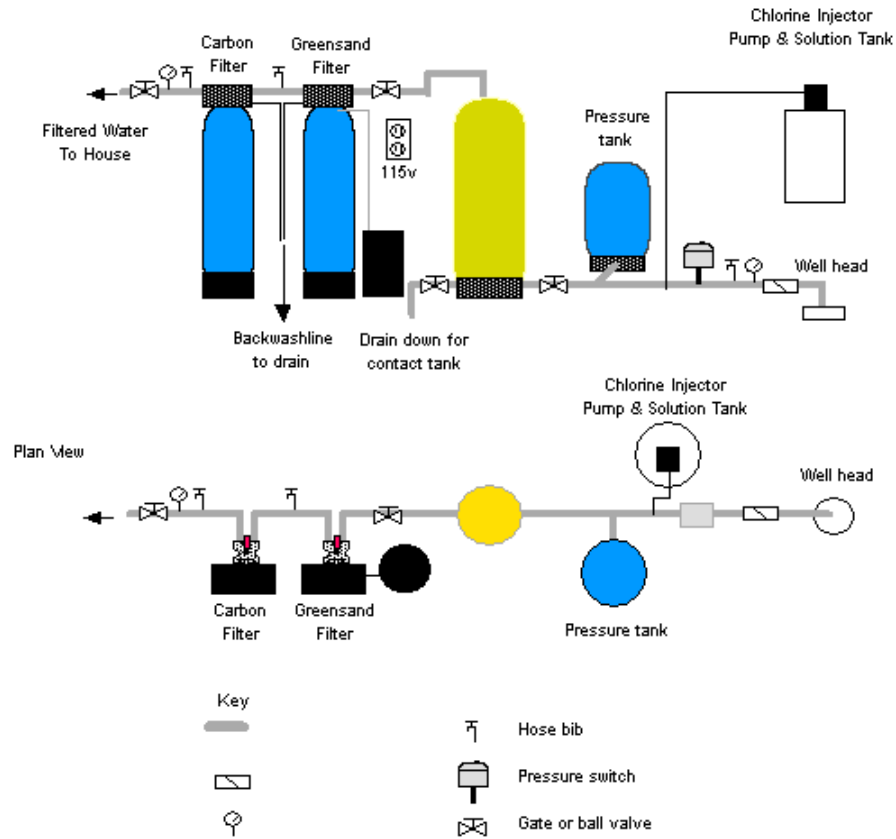 Chlorine Injector
Pump & Solution Tank
Carbon
Filter
Greensand
Filter
Filtered Water
To House
115v
Pressure
tank
Well head
Backwashline
to drain
Drain down for
contact tank
Chlorine Injector
Pump & Solution Tank
Plan View
Well head
Carbon
Filter
Greensand
Filter
Pressure tank
Key
Hose bib
Pressure switch
Gate or ball valve